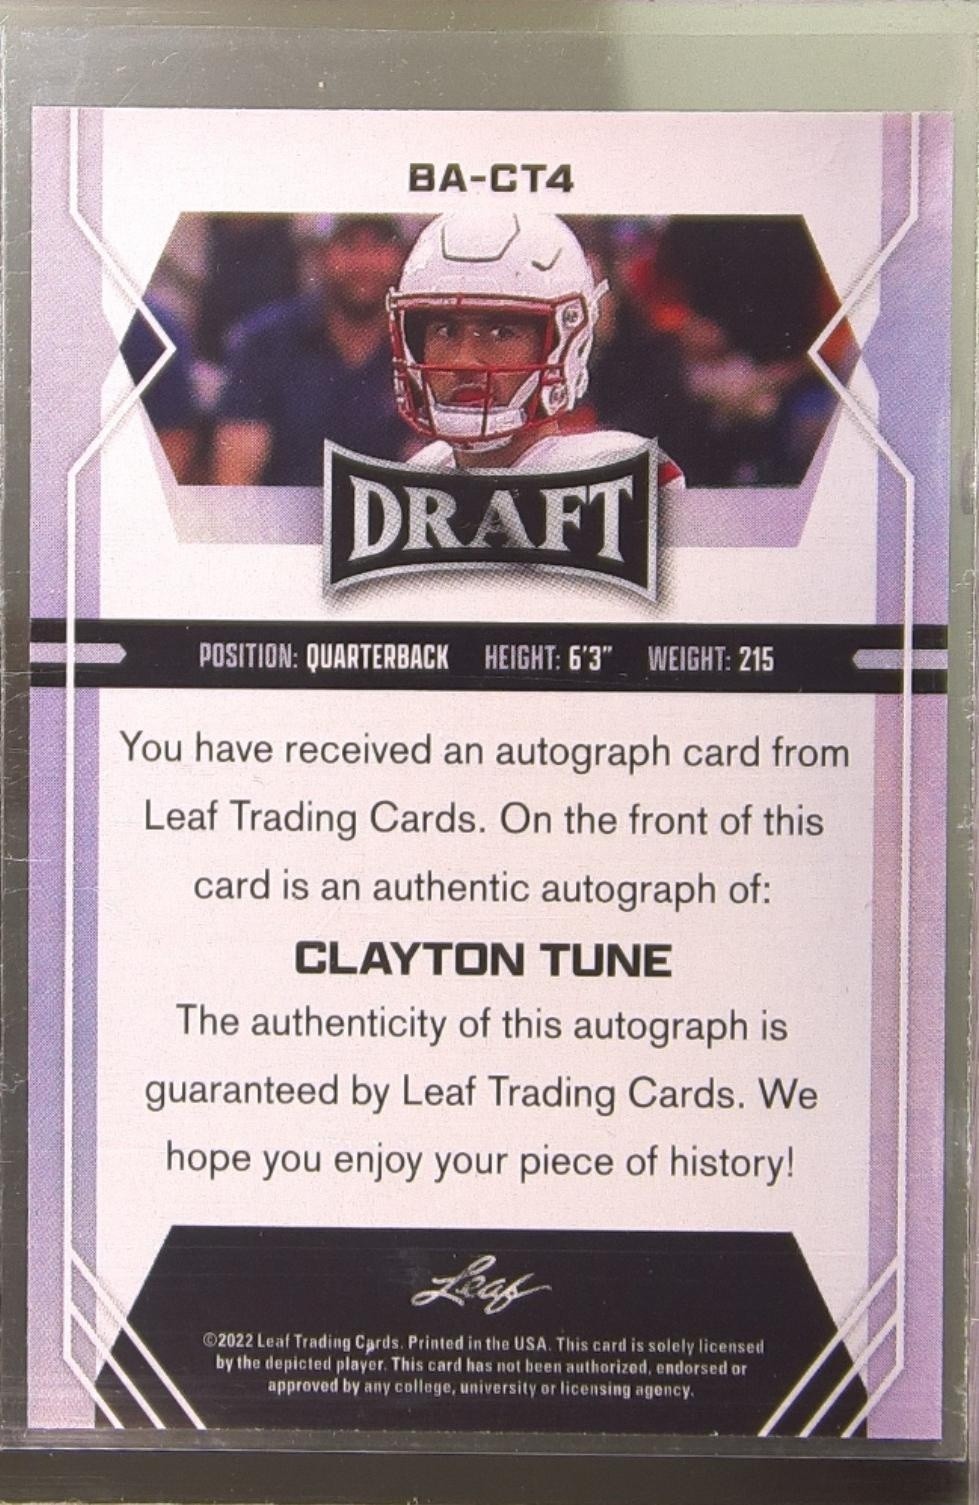 BA-CT4
DRAFT
POSITION: QUARTERBACK HEIGHT: 6'3" WEIGHT: 215
You have received an autograph card from
Leaf Trading Cards. On the front of this
card is an authentic autograph of:
CLAYTON TUNE
The authenticity of this autograph is
guaranteed by Leaf Trading Cards. We
hope you enjoy your piece of history!
Leaf
©2022 Leaf Trading Cards. Printed in the USA. This card is solely licensed
by the depicted player. This card has not been authorized, endorsed or
approved by any college, university or licensing agency.